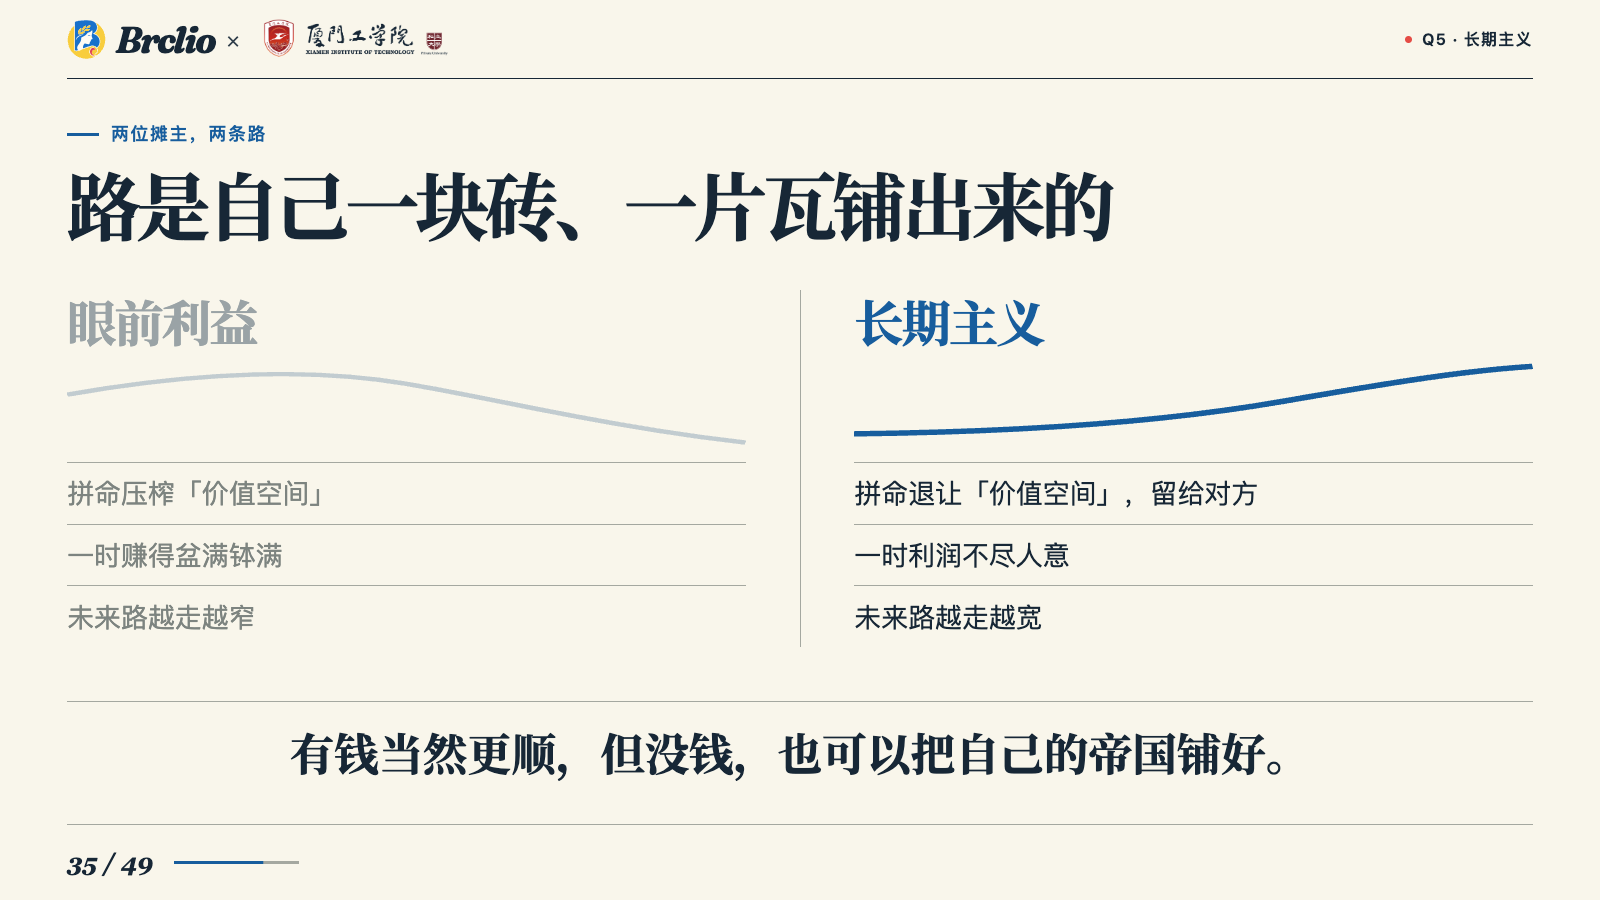 Brclio ×
厦門工学院
XIAMEN INSTITUTE OF TECHNOLOGY
Q5 · 长期主义
两位摊主，两条路
路是自己一块砖、一片瓦铺出来的
眼前利益
拼命压榨「价值空间」
一时赚得盆满钵满
未来路越走越窄
长期主义
拼命退让「价值空间」，留给对方
一时利润不尽人意
未来路越走越宽
有钱当然更顺，但没钱，也可以把自己的帝国铺好。
35 / 49